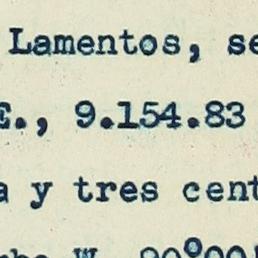 Lamentos, se
E., 9.154.83
a y tres cent